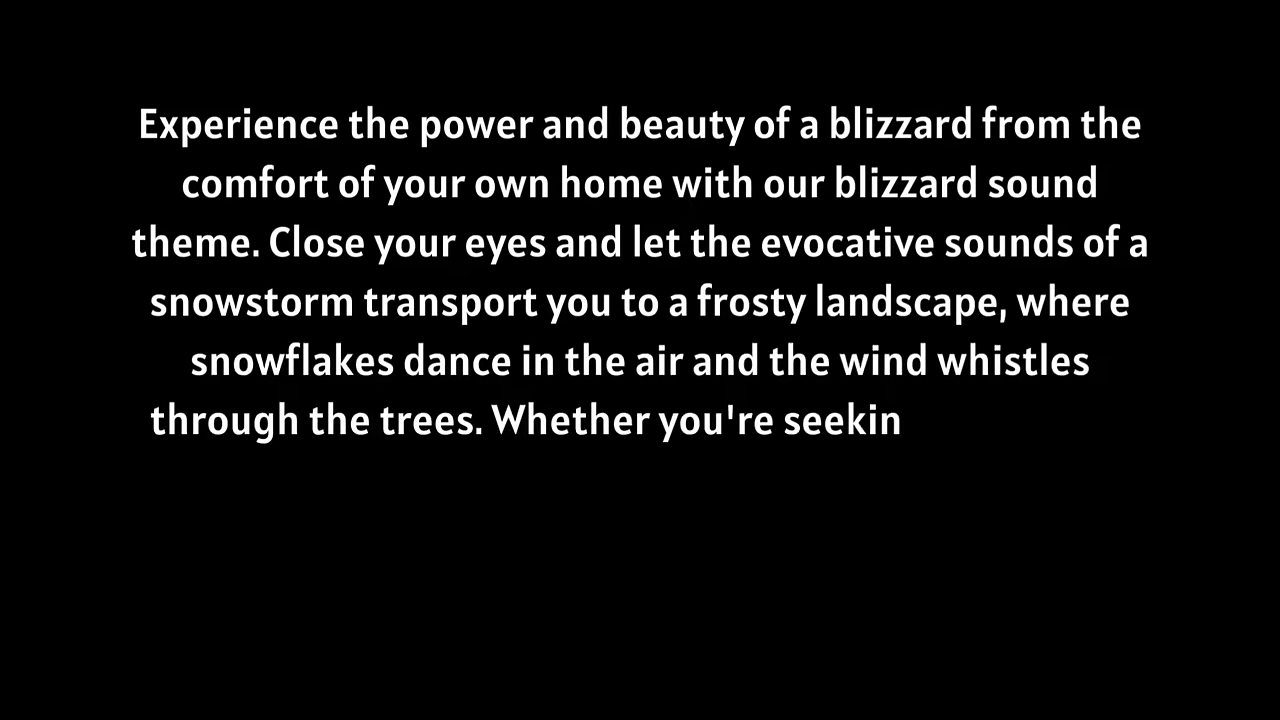 Experience the power and beauty of a blizzard from the
comfort of your own home with our blizzard sound
theme. Close your eyes and let the evocative sounds of a
snowstorm transport you to a frosty landscape, where
snowflakes dance in the air and the wind whistles
through the trees. Whether you're seekin